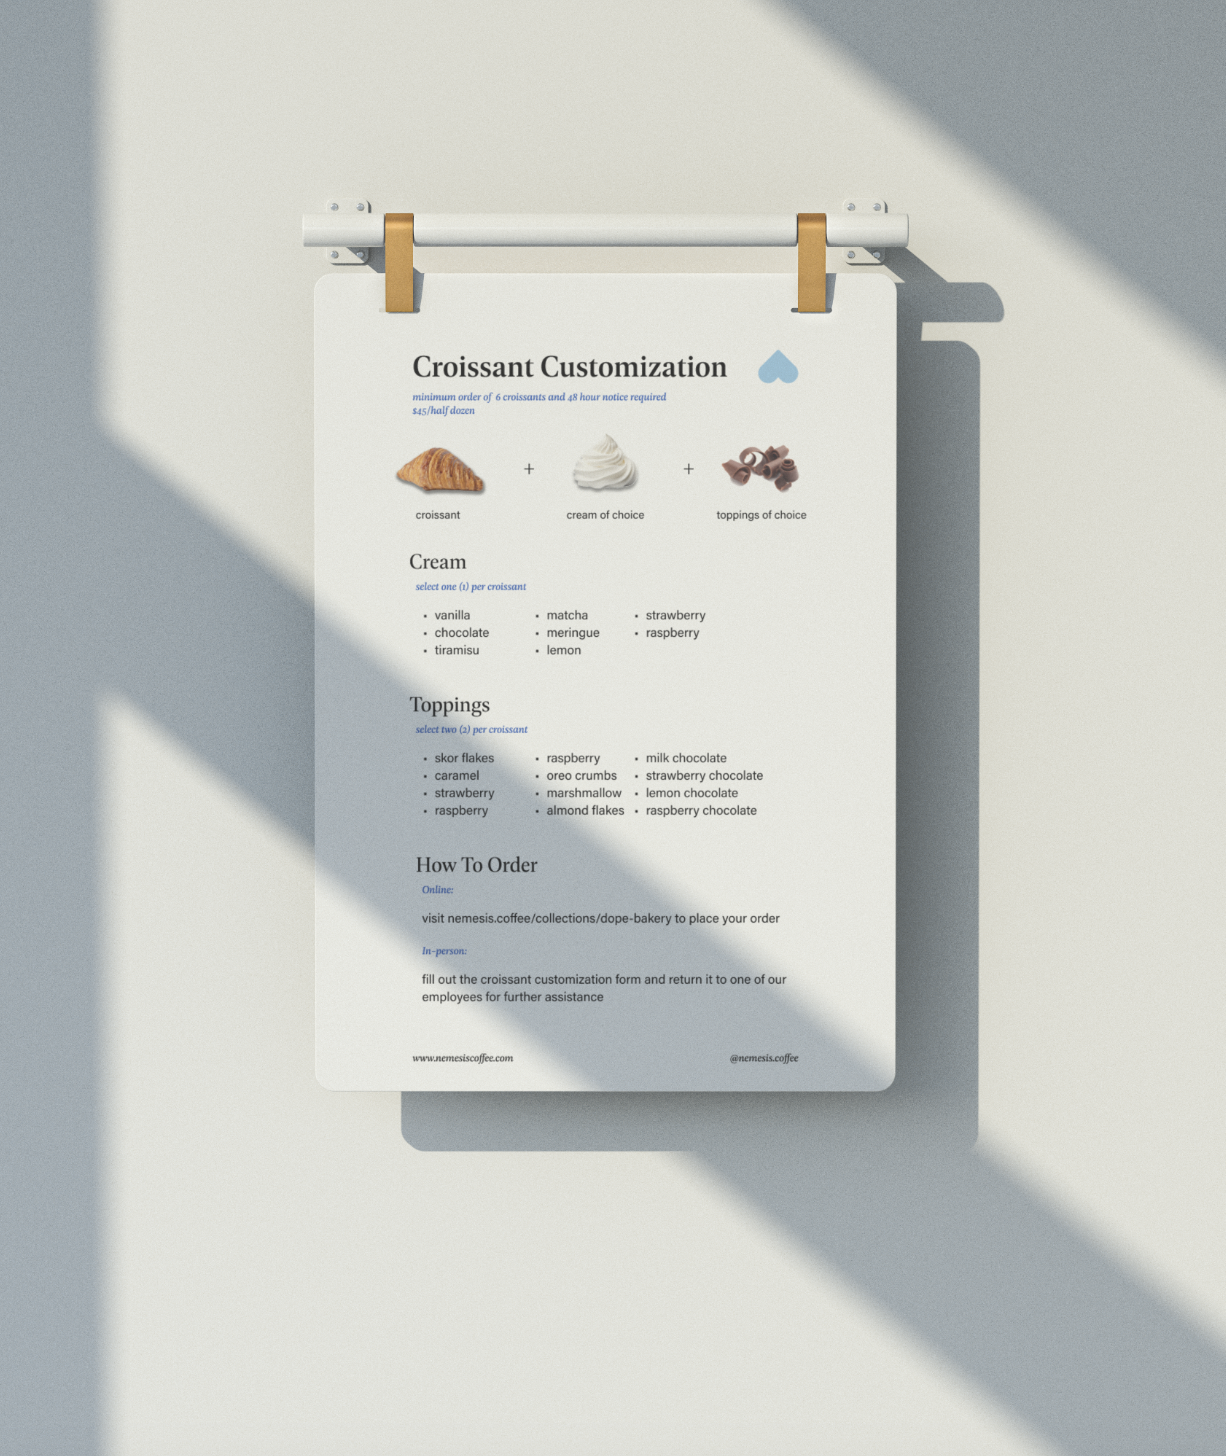 Croissant Customization
minimum order of 6 croissants and 48 hour notice required
$45/half dozen
+ +
croissant cream of choice toppings of choice
Cream
select one (1) per croissant
• vanilla • matcha • strawberry
• chocolate • meringue • raspberry
• tiramisu • lemon
Toppings
select two (2) per croissant
• skor flakes • raspberry • milk chocolate
• caramel • oreo crumbs • strawberry chocolate
• strawberry • marshmallow • lemon chocolate
• raspberry • almond flakes • raspberry chocolate
How To Order
Online:
visit nemesis.coffee/collections/dope-bakery to place your order
In-person:
fill out the croissant customization form and return it to one of our
employees for further assistance
www.nemesiscoffee.com @nemesis.coffee